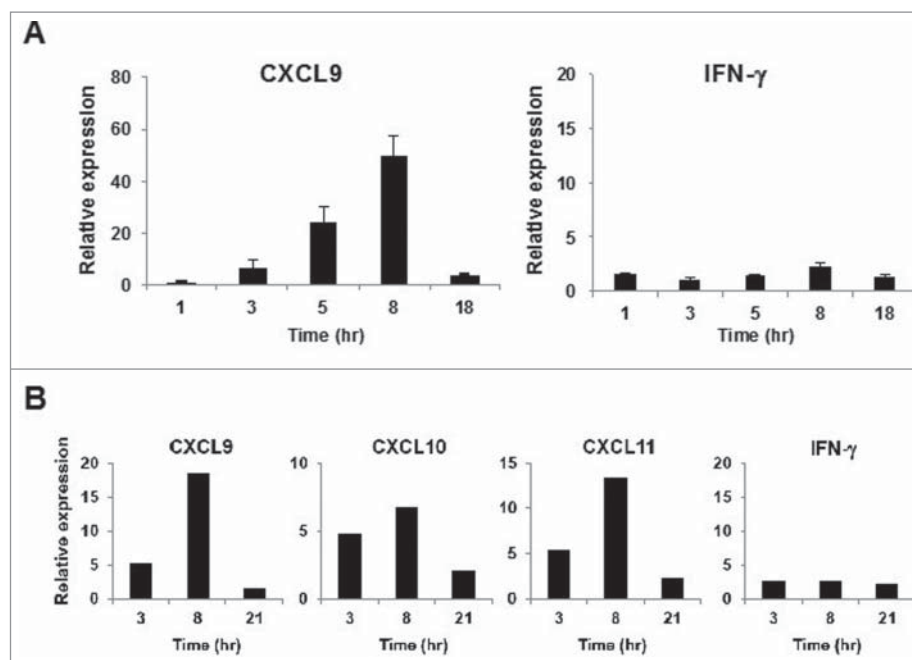 A
CXCL9
IFN-γ
Relative expression
80
60
40
20
0
1 3 5 8 18
Time (hr)
Relative expression
20
15
10
5
0
1 3 5 8 18
Time (hr)
B
CXCL9
CXCL10
CXCL11
IFN-γ
Relative expression
20
15
10
5
0
3 8 21
Time (hr)
10
5
0
3 8 21
Time (hr)
15
10
5
0
3 8 21
Time (hr)
20
15
10
5
0
3 8 21
Time (hr)